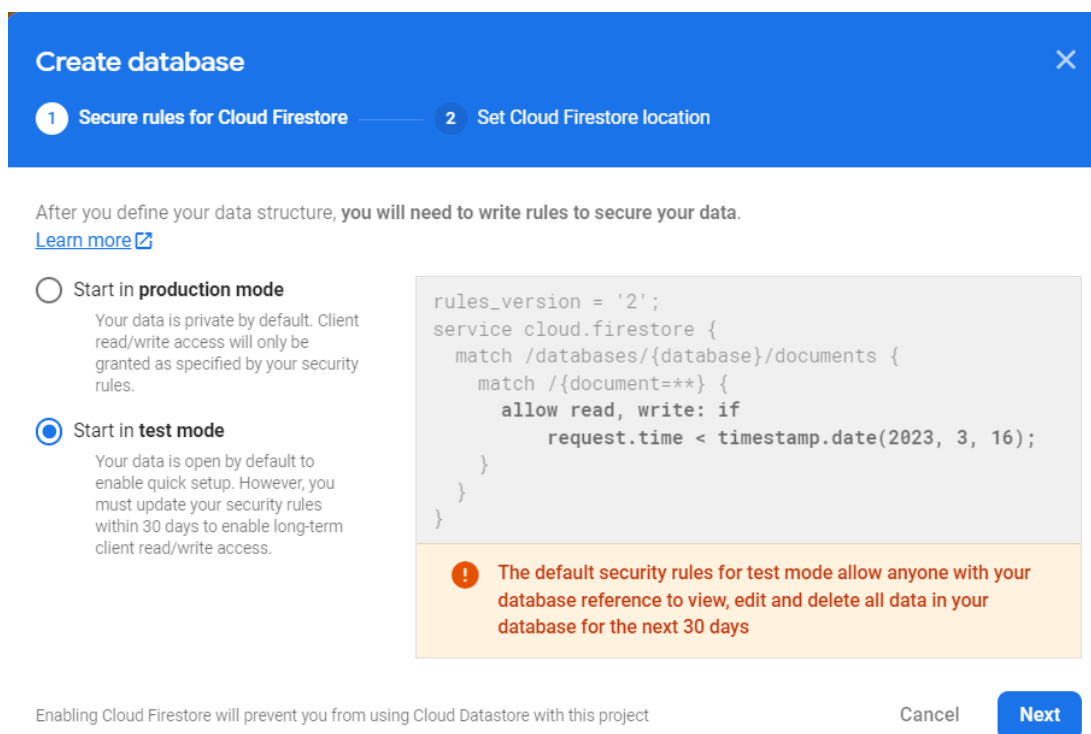 Create database
1 Secure rules for Cloud Firestore 2 Set Cloud Firestore location
After you define your data structure, you will need to write rules to secure your data.
Learn more
Start in production mode
Your data is private by default. Client
read/write access will only be
granted as specified by your security
rules.
Start in test mode
Your data is open by default to
enable quick setup. However, you
must update your security rules
within 30 days to enable long-term
client read/write access.
rules_version = '2';
service cloud.firestore {
  match /databases/{database}/documents {
    match /{document=**} {
      allow read, write: if
          request.time < timestamp.date(2023, 3, 16);
    }
  }
}
! The default security rules for test mode allow anyone with your
database reference to view, edit and delete all data in your
database for the next 30 days
Enabling Cloud Firestore will prevent you from using Cloud Datastore with this project
Cancel Next